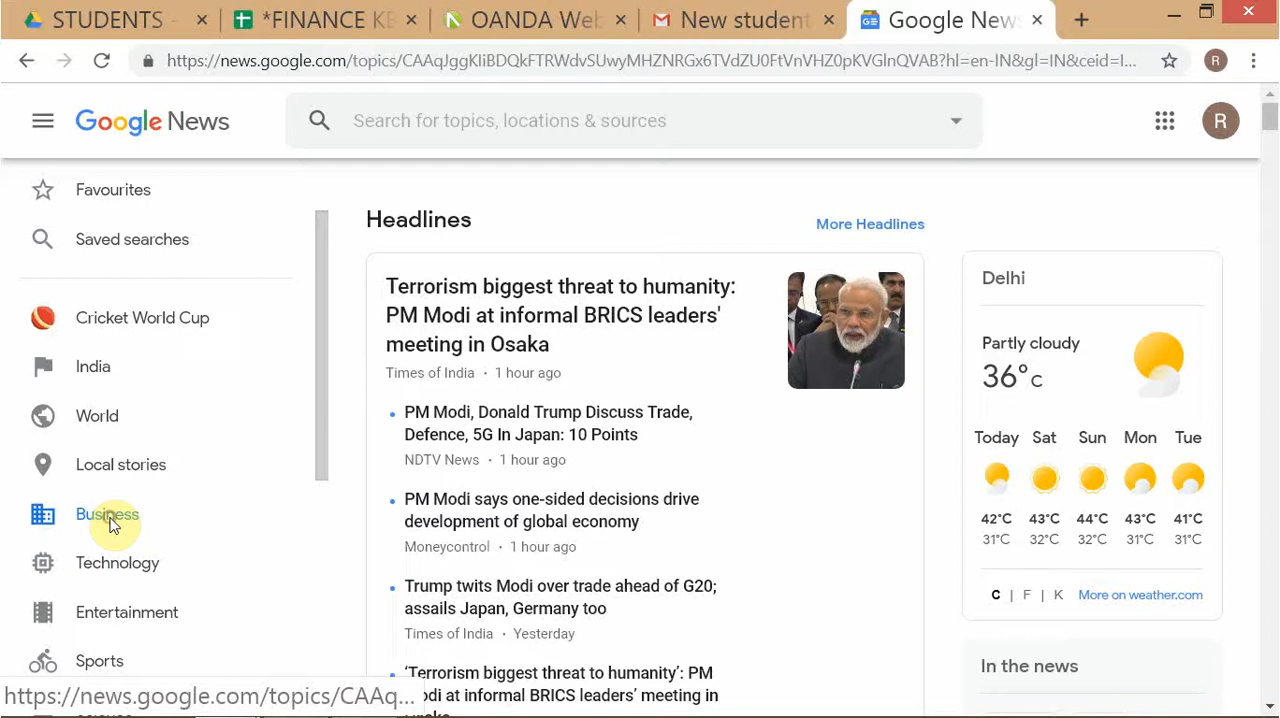 STUDENTS -
*FINANCE KE
OANDA Web
New student
Google News
https://news.google.com/topics/CAAqJggKIiBDQkFTRWdvSUwyMHZNRGx6TVdZU0FtVnVHZ0pKVGlnQVAB?hl=en-IN&gl=IN&ceid=I...
R
Google News
Search for topics, locations & sources
R
Favourites
Saved searches
Cricket World Cup
India
World
Local stories
Business
Technology
Entertainment
Sports
https://news.google.com/topics/CAAq...
Headlines
More Headlines
Terrorism biggest threat to humanity:
PM Modi at informal BRICS leaders'
meeting in Osaka
Times of India • 1 hour ago
• PM Modi, Donald Trump Discuss Trade,
Defence, 5G In Japan: 10 Points
NDTV News • 1 hour ago
• PM Modi says one-sided decisions drive
development of global economy
Moneycontrol • 1 hour ago
• Trump twits Modi over trade ahead of G20;
assails Japan, Germany too
Times of India • Yesterday
• ‘Terrorism biggest threat to humanity’: PM
odi at informal BRICS leaders’ meeting in
Delhi
Partly cloudy
36°C
Today Sat Sun Mon Tue
42°C 43°C 44°C 43°C 41°C
31°C 32°C 32°C 31°C 31°C
C | F | K More on weather.com
In the news